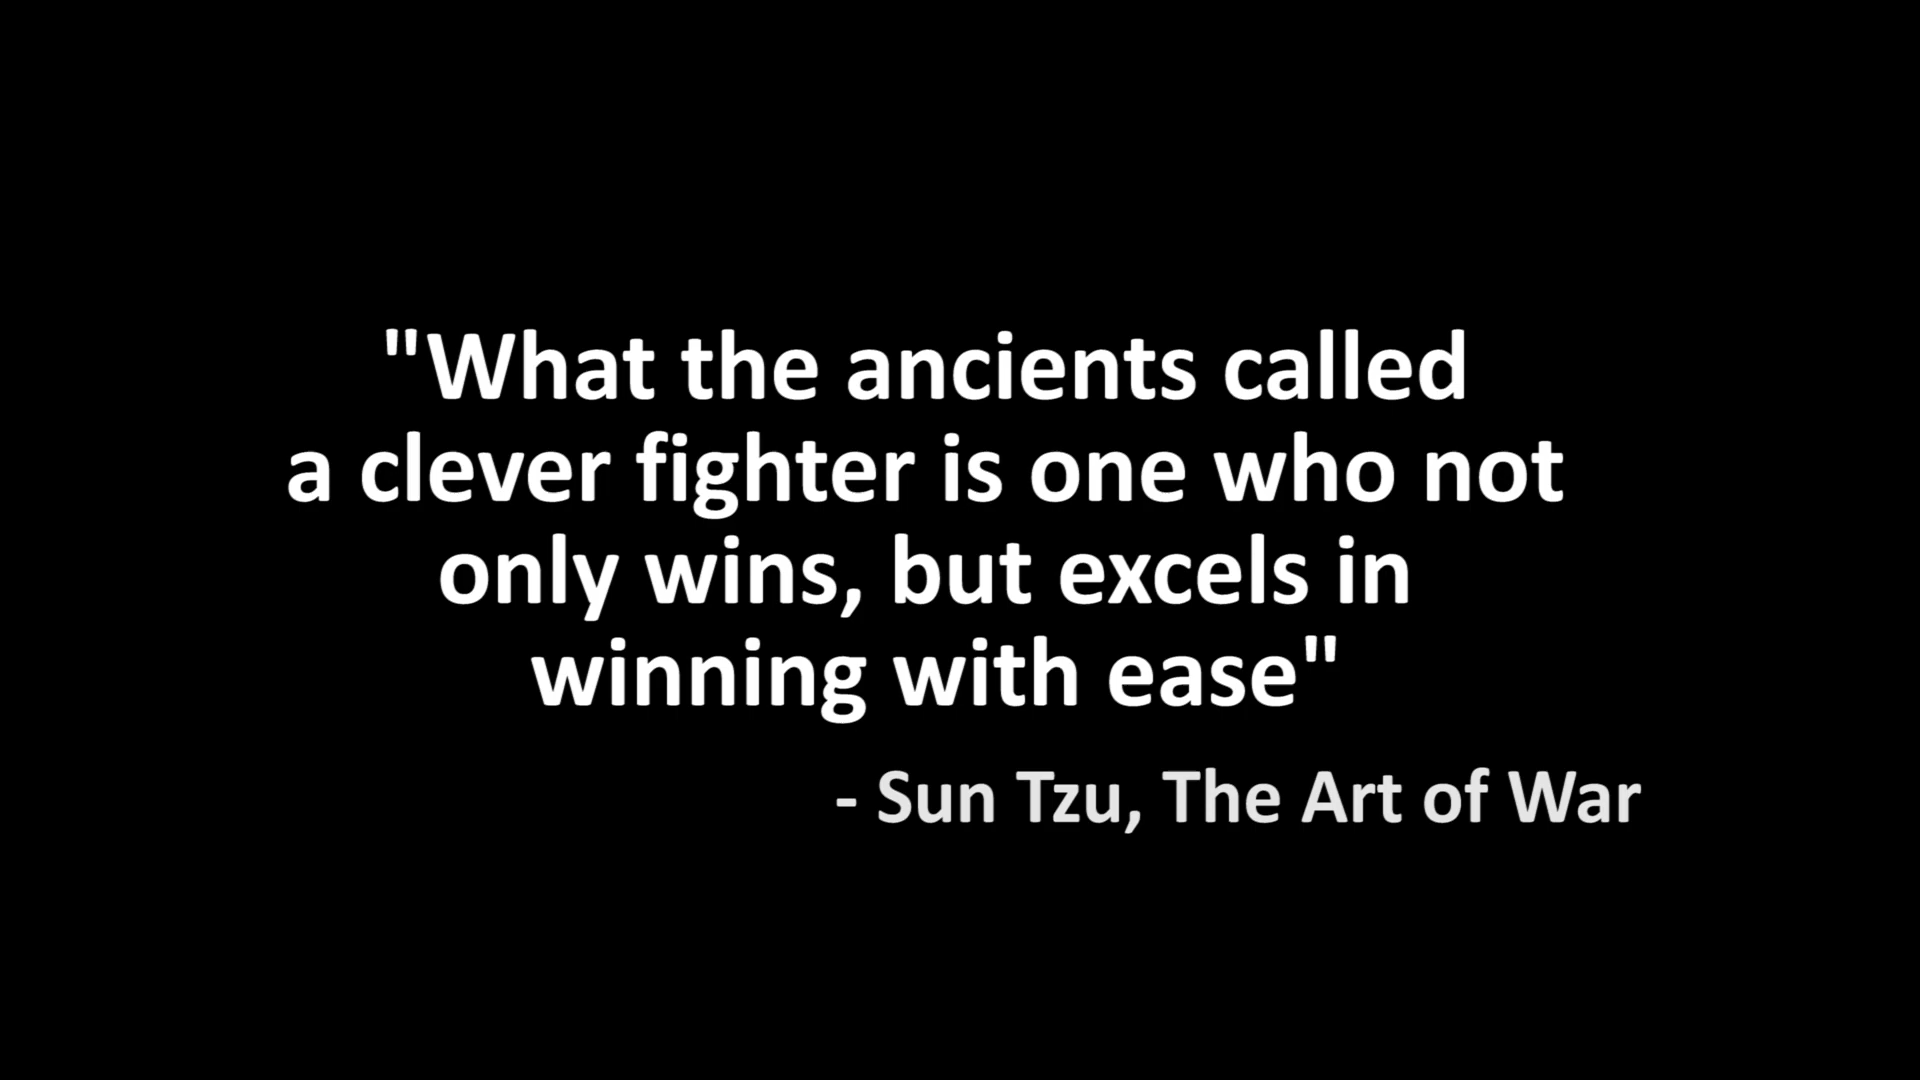 "What the ancients called
a clever fighter is one who not
only wins, but excels in
winning with ease"
- Sun Tzu, The Art of War